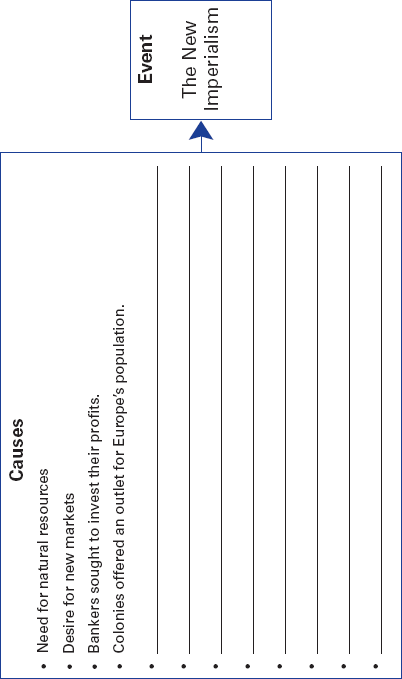 Causes
• Need for natural resources
• Desire for new markets
• Bankers sought to invest their profits.
• Colonies offered an outlet for Europe’s population.
•
•
•
•
•
•
•
•
Event
The New
Imperialism